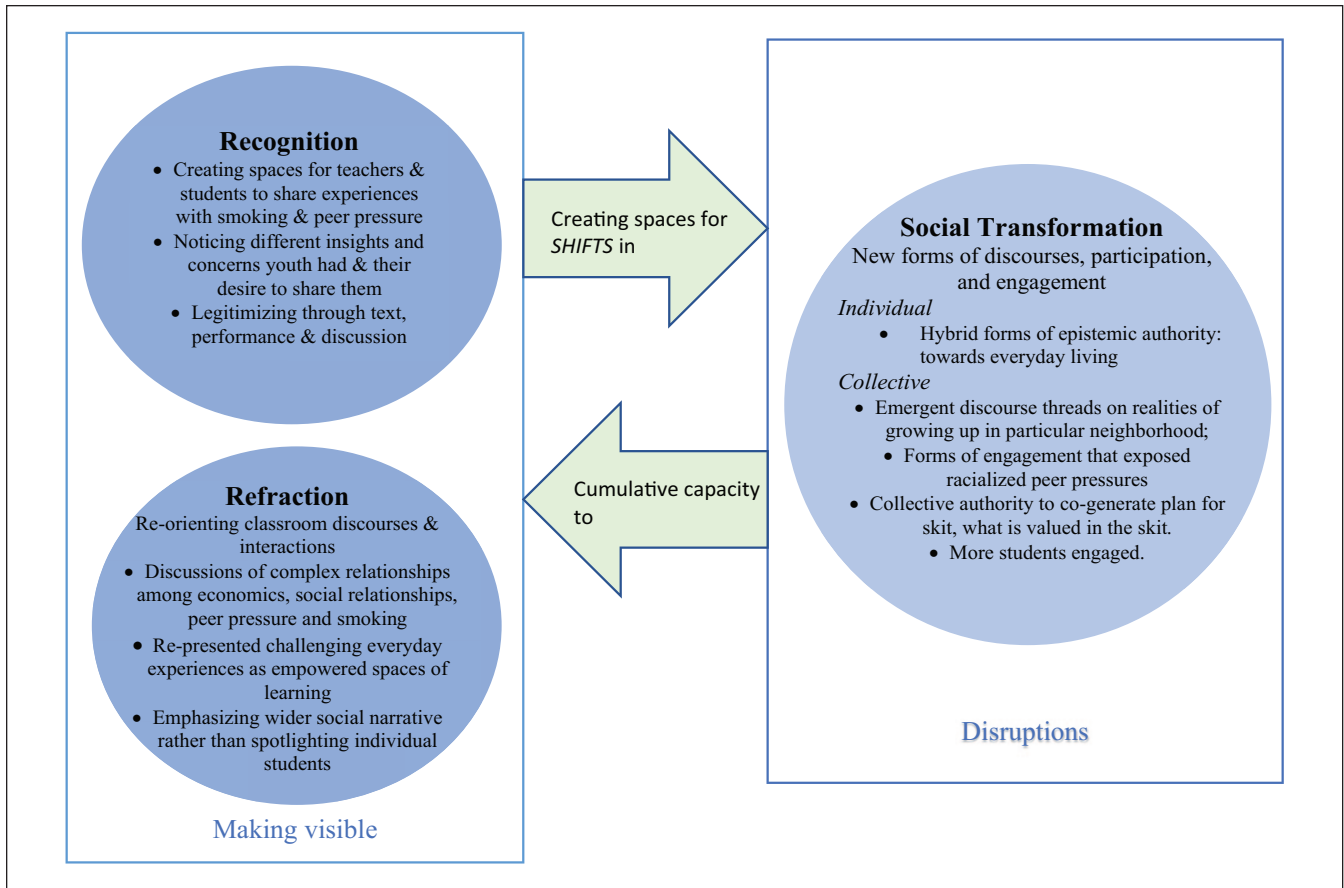 Recognition
• Creating spaces for teachers &
students to share experiences
with smoking & peer pressure
• Noticing different insights and
concerns youth had & their
desire to share them
• Legitimizing through text,
performance & discussion
Refraction
Re-orienting classroom discourses &
interactions
• Discussions of complex relationships
among economics, social relationships,
peer pressure and smoking
• Re-presented challenging everyday
experiences as empowered spaces of
learning
• Emphasizing wider social narrative
rather than spotlighting individual
students
Making visible
Creating spaces for
SHIFTS in
Cumulative capacity
to
Social Transformation
New forms of discourses, participation,
and engagement
Individual
• Hybrid forms of epistemic authority:
towards everyday living
Collective
• Emergent discourse threads on realities of
growing up in particular neighborhood;
• Forms of engagement that exposed
racialized peer pressures
• Collective authority to co-generate plan for
skit, what is valued in the skit.
• More students engaged.
Disruptions